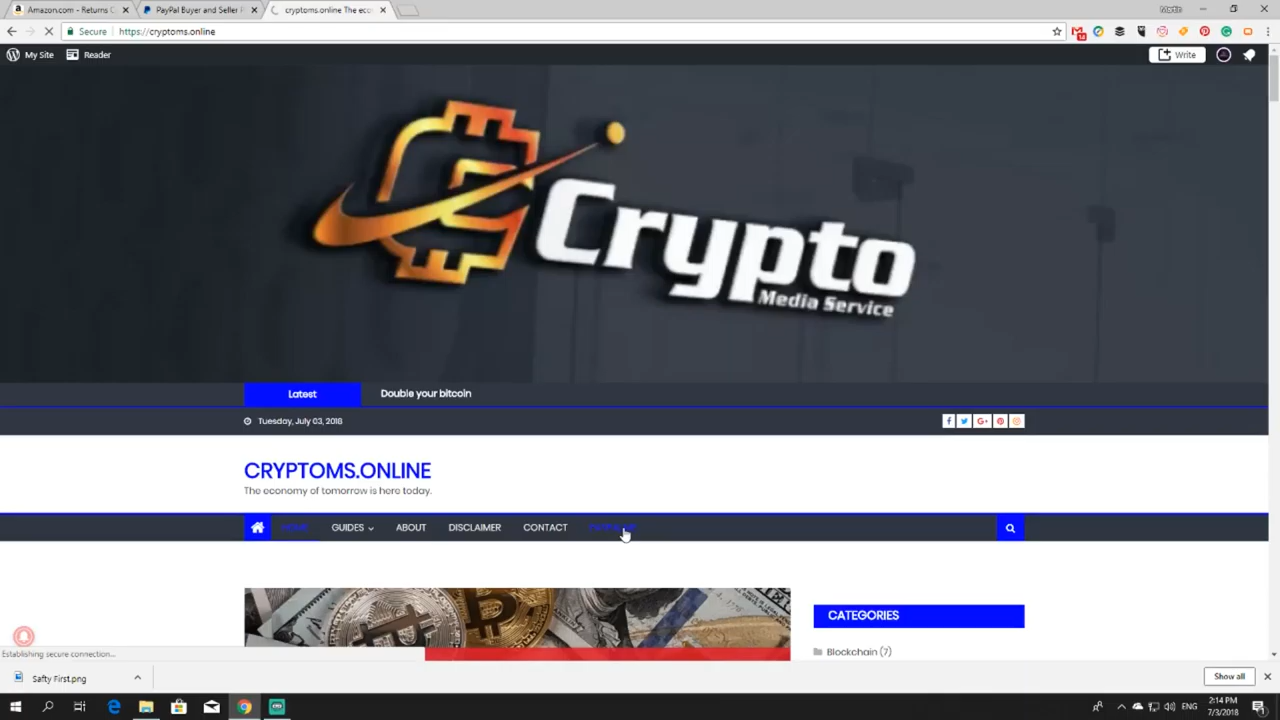 Amazon.com - Returns C
PayPal Buyer and Seller P
cryptoms.online The eco
Martin
Secure
https://cryptoms.online
My Site
Reader
Write
Crypto
Media Service
Latest
Double your bitcoin
Tuesday, July 03, 2018
CRYPTOMS.ONLINE
The economy of tomorrow is here today.
HOME
GUIDES
ABOUT
DISCLAIMER
CONTACT
CATEGORIES
Blockchain (7)
Establishing secure connection...
Safty First.png
Show all
ENG
2:14 PM
7/3/2018